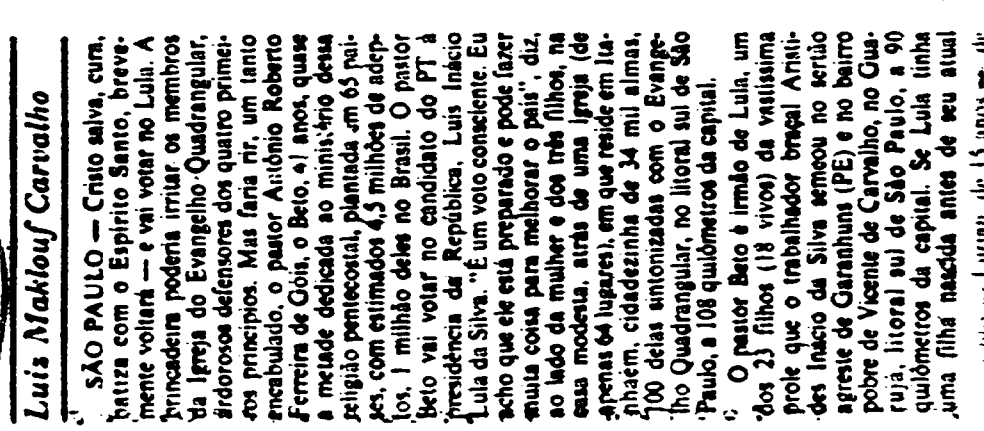 Luis Maklouf Carvalho
SÃO PAULO — Cristo salva, cura,
batiza com o Espírito Santo, breve-
mente voltará — e vai votar no Lula. A
brincadeira poderia irritar os membros
da Igreja do Evangelho Quadrangular,
ardorosos defensores dos quatro primei-
ros princípios. Mas faria rir, um tanto
encabulado, o pastor Antônio Roberto
Ferreira de Góis, o Beto, 41 anos, quase
a metade dedicada ao ministério dessa
religião pentecostal, plantada em 65 paí-
ses, com estimados 4,5 milhões de adep-
tos, 1 milhão deles no Brasil. O pastor
Beto vai votar no candidato do PT à
presidência da República, Luís Inácio
Lula da Silva. "É um voto consciente. Eu
acho que ele está preparado e pode fazer
muita coisa para melhorar o país", diz,
ao lado da mulher e dos três filhos, na
casa modesta, atrás de uma Igreja (de
apenas 64 lugares), em que reside em Ita-
nhaém, cidadezinha de 34 mil almas,
700 delas sintonizadas com o Evange-
lho Quadrangular, no litoral sul de São
Paulo, a 108 quilômetros da capital.
O pastor Beto é irmão de Lula, um
dos 23 filhos (18 vivos) da vastíssima
prole que o trabalhador braçal Aristi-
des Inácio da Silva semeou no sertão
agreste de Garanhuns (PE) e no bairro
pobre de Vicente de Carvalho, no Gua-
rujá, litoral sul de São Paulo, a 90
quilômetros da capital. Se Lula tinha
uma filha nascida antes de seu atual